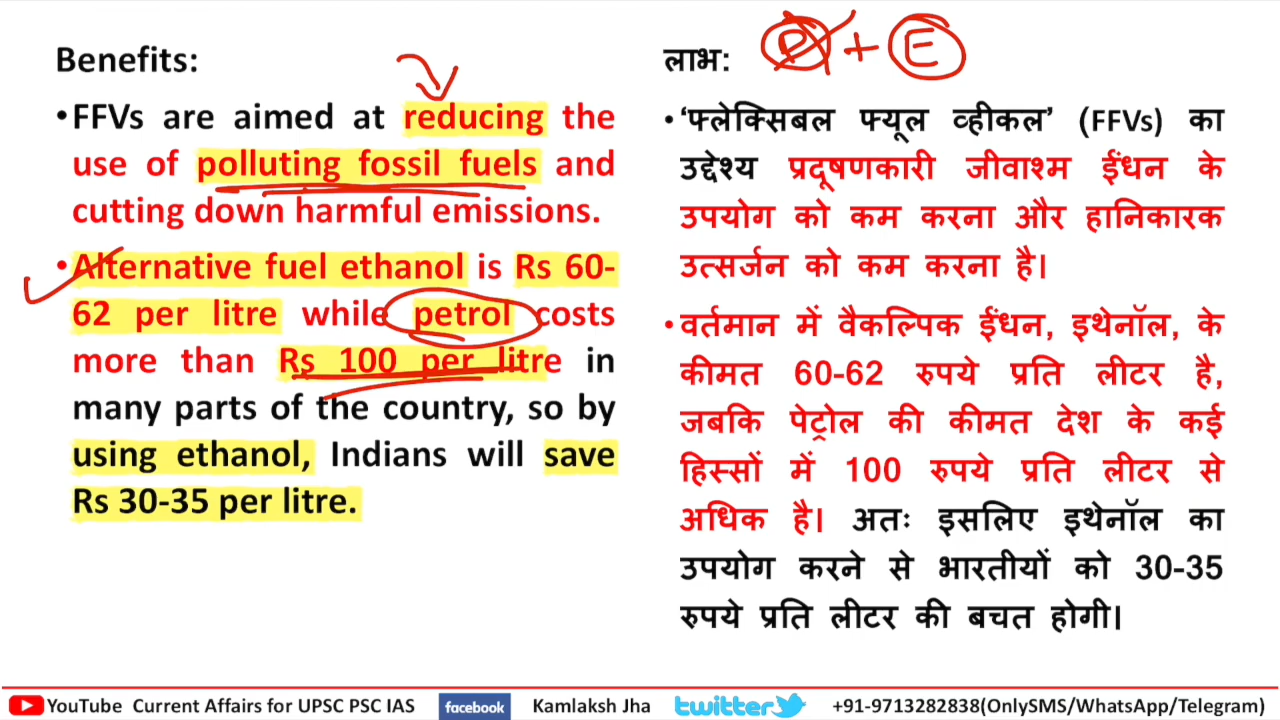 Benefits:
•FFVs are aimed at reducing the
use of polluting fossil fuels and
cutting down harmful emissions.
•Alternative fuel ethanol is Rs 60-
62 per litre while petrol costs
more than Rs 100 per litre in
many parts of the country, so by
using ethanol, Indians will save
Rs 30-35 per litre.
लाभ: P + E
•‘फ्लेक्सिबल फ्यूल व्हीकल’ (FFVs) का
उद्देश्य प्रदूषणकारी जीवाश्म ईंधन के
उपयोग को कम करना और हानिकारक
उत्सर्जन को कम करना है।
•वर्तमान में वैकल्पिक ईंधन, इथेनॉल, के
कीमत 60-62 रुपये प्रति लीटर है,
जबकि पेट्रोल की कीमत देश के कई
हिस्सों में 100 रुपये प्रति लीटर से
अधिक है। अतः इसलिए इथेनॉल का
उपयोग करने से भारतीयों को 30-35
रुपये प्रति लीटर की बचत होगी।
YouTube Current Affairs for UPSC PSC IAS facebook Kamlaksh Jha twitter +91-9713282838(OnlySMS/WhatsApp/Telegram)